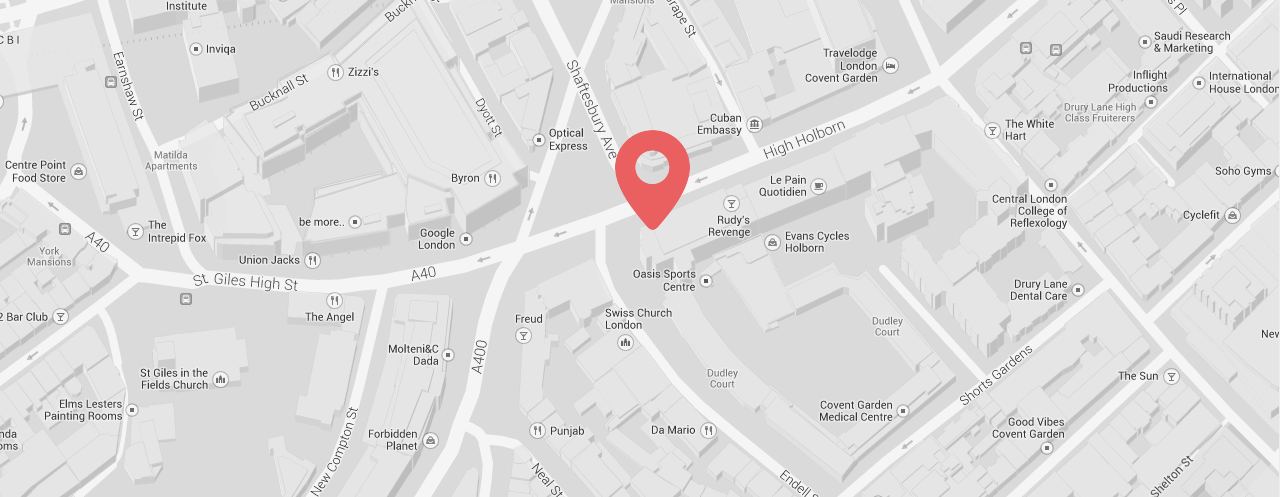 Institute
CBI
Inviqa
Earnshaw St
Bucknall St
Zizzi's
Matilda
Apartments
Centre Point
Food Store
The
Intrepid Fox
A40
York
Mansions
Union Jacks
be more..
Google
London
Byron
Dyott St
Shaftesbury Ave
Optical
Express
Mansions
Cuban
Embassy
Travelodge
London
Covent Garden
High Holborn
Le Pain
Quotidien
Rudy's
Revenge
Evans Cycles
Holborn
Oasis Sports
Centre
Saudi Research
& Marketing
Inflight
Productions
International
House London
Drury Lane High
Class Fruiterers
The White
Hart
Soho Gyms
Central London
College of
Reflexology
Cyclefit
Drury Lane
Dental Care
St Giles High St
A40
The Angel
2 Bar Club
St Giles in the
Fields Church
Elms Lesters
Painting Rooms
Molteni&C
Dada
A400
Freud
Swiss Church
London
Dudley
Court
Dudley
Court
Shorts Gardens
The Sun
Covent Garden
Medical Centre
Good Vibes
Covent Garden
Forbidden
Planet
New Compton St
Punjab
Da Mario
Neal St
Endell S
Shelton St